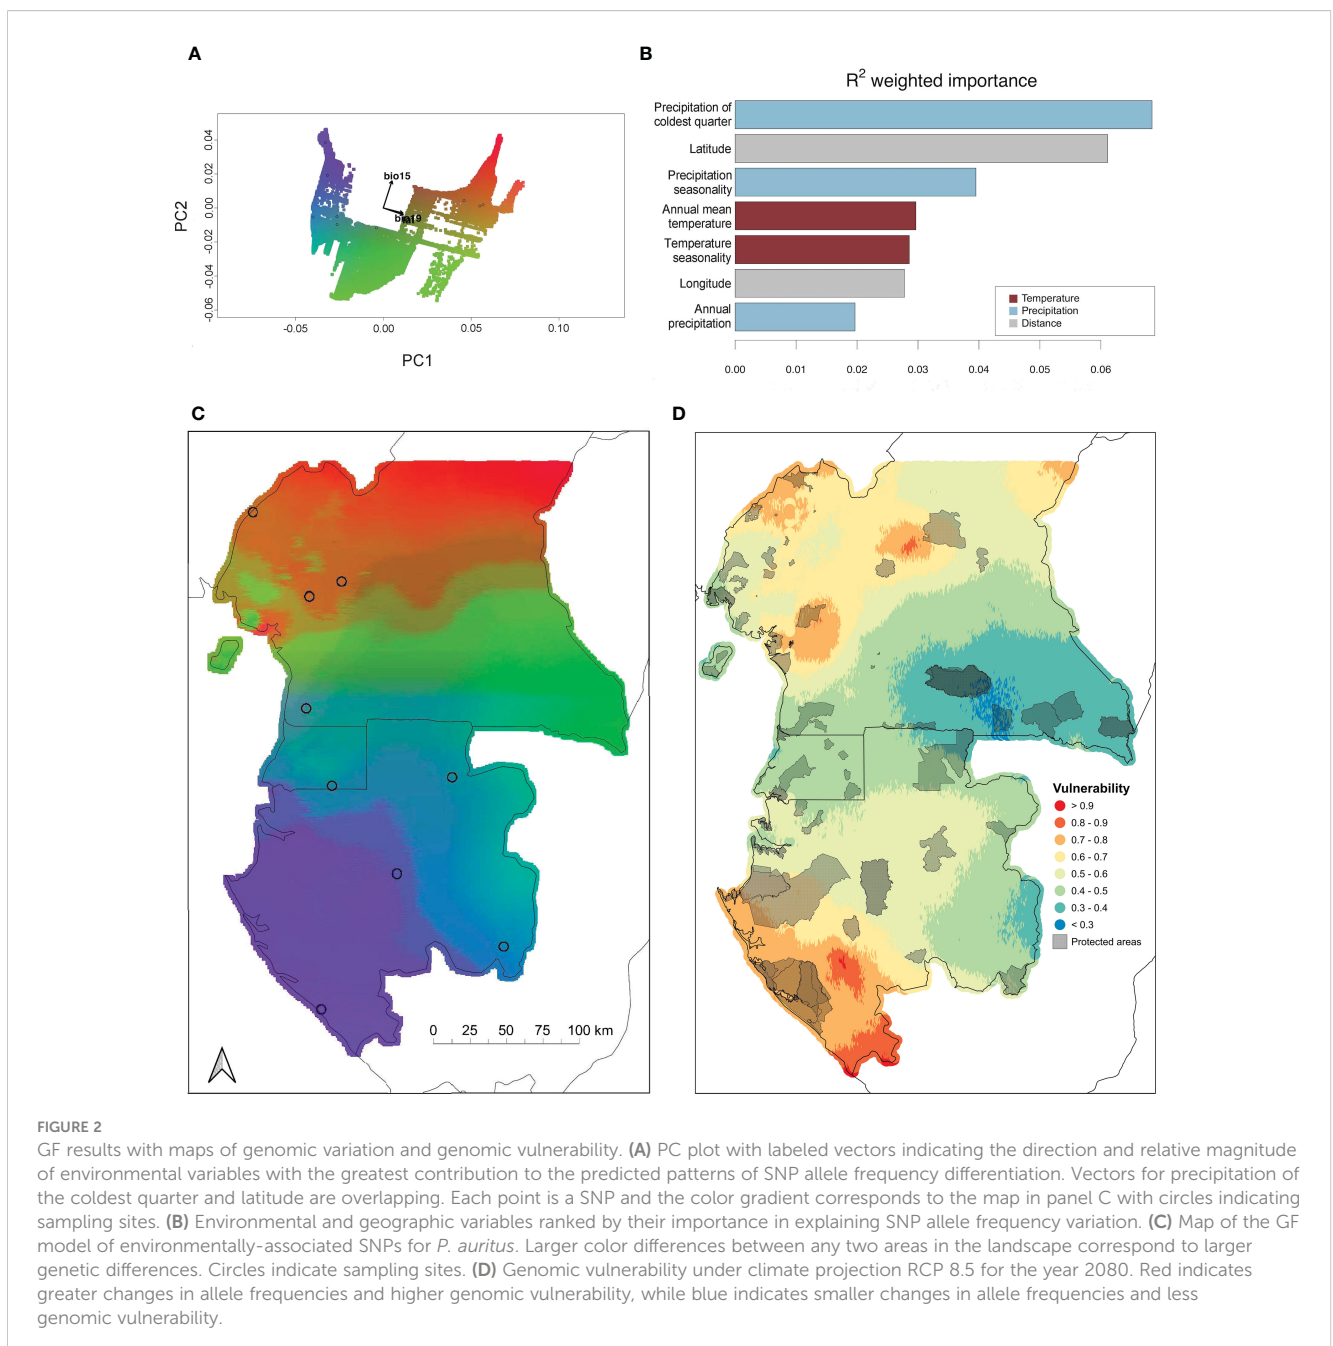 A
PC2
0.04
0.02
0.00
-0.02
-0.04
-0.06
bio15
bio19
-0.05 0.00 0.05 0.10
PC1
B
R² weighted importance
Precipitation of
coldest quarter
Latitude
Precipitation
seasonality
Annual mean
temperature
Temperature
seasonality
Longitude
Annual
precipitation
Temperature
Precipitation
Distance
0.00 0.01 0.02 0.03 0.04 0.05 0.06
C
0 25 50 75 100 km
D
Vulnerability
> 0.9
0.8 - 0.9
0.7 - 0.8
0.6 - 0.7
0.5 - 0.6
0.4 - 0.5
0.3 - 0.4
< 0.3
Protected areas
FIGURE 2
GF results with maps of genomic variation and genomic vulnerability. (A) PC plot with labeled vectors indicating the direction and relative magnitude
of environmental variables with the greatest contribution to the predicted patterns of SNP allele frequency differentiation. Vectors for precipitation of
the coldest quarter and latitude are overlapping. Each point is a SNP and the color gradient corresponds to the map in panel C with circles indicating
sampling sites. (B) Environmental and geographic variables ranked by their importance in explaining SNP allele frequency variation. (C) Map of the GF
model of environmentally-associated SNPs for P. auritus. Larger color differences between any two areas in the landscape correspond to larger
genetic differences. Circles indicate sampling sites. (D) Genomic vulnerability under climate projection RCP 8.5 for the year 2080. Red indicates
greater changes in allele frequencies and higher genomic vulnerability, while blue indicates smaller changes in allele frequencies and less
genomic vulnerability.